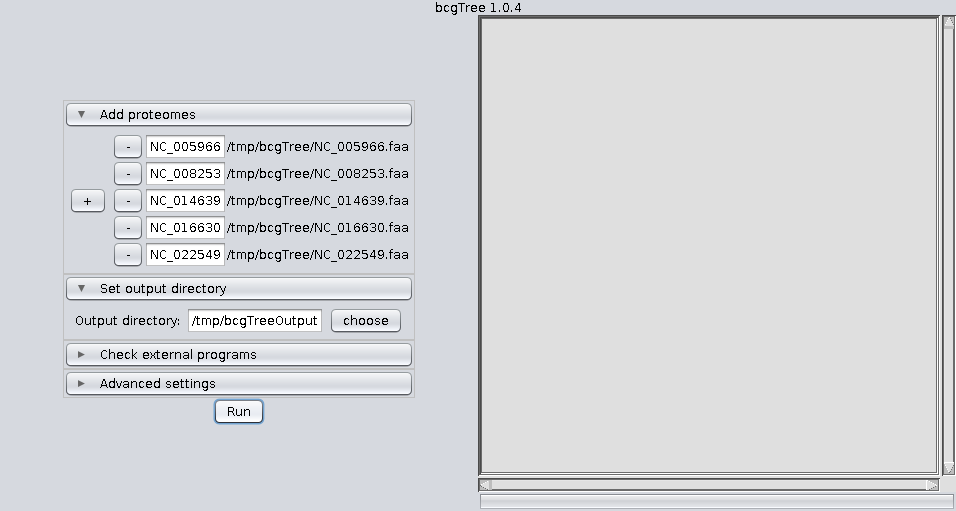 bcgTree 1.0.4
Add proteomes
- NC_005966 /tmp/bcgTree/NC_005966.faa
- NC_008253 /tmp/bcgTree/NC_008253.faa
+ - NC_014639 /tmp/bcgTree/NC_014639.faa
- NC_016630 /tmp/bcgTree/NC_016630.faa
- NC_022549 /tmp/bcgTree/NC_022549.faa
Set output directory
Output directory: /tmp/bcgTreeOutput choose
Check external programs
Advanced settings
Run